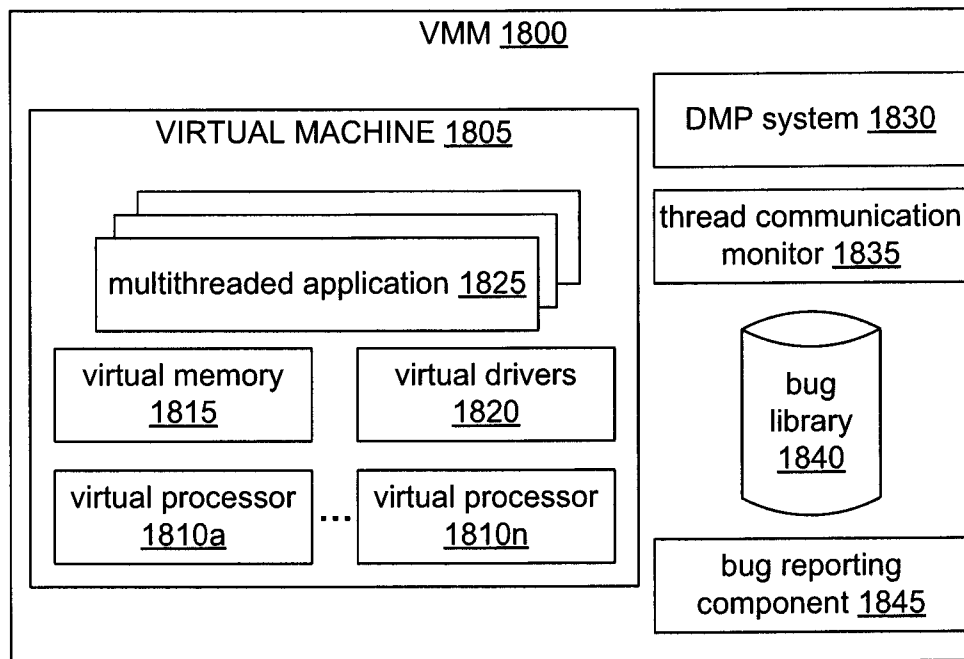 VMM 1800
VIRTUAL MACHINE 1805
multithreaded application 1825
virtual memory
1815
virtual drivers
1820
virtual processor
1810a
...
virtual processor
1810n
DMP system 1830
thread communication
monitor 1835
bug
library
1840
bug reporting
component 1845